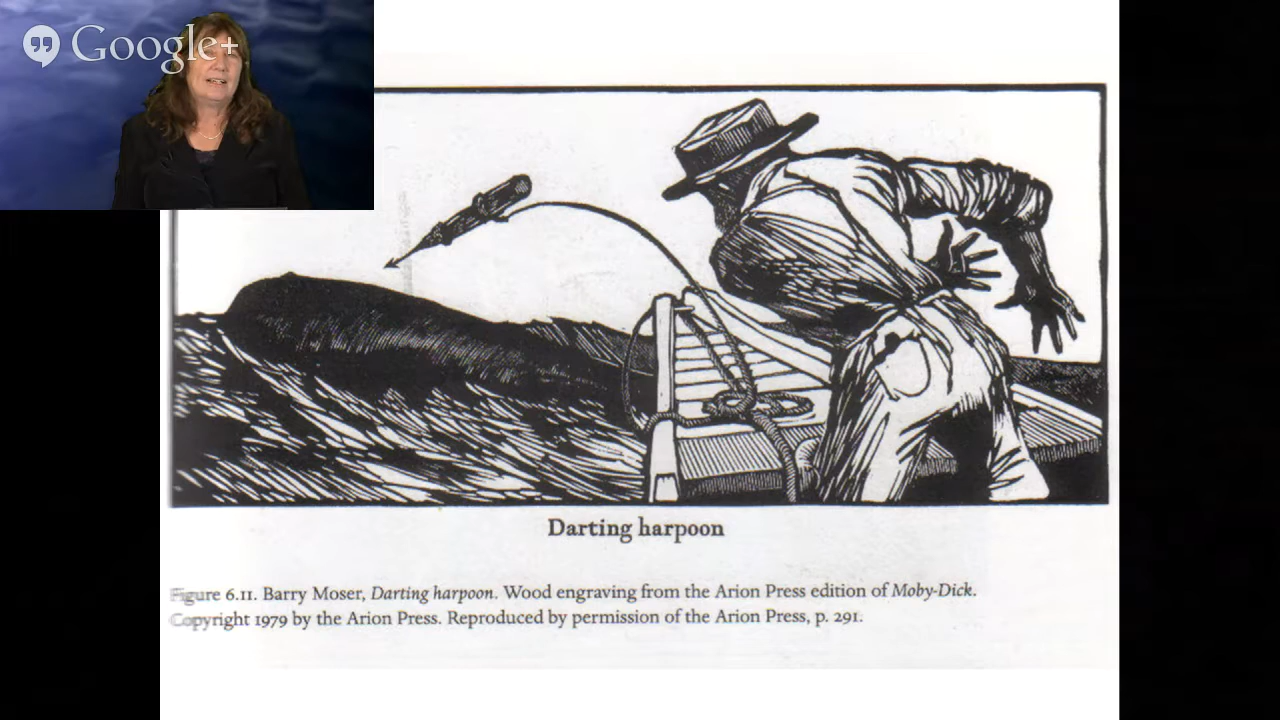 Google+
Darting harpoon
Figure 6.11. Barry Moser, Darting harpoon. Wood engraving from the Arion Press edition of Moby-Dick.
Copyright 1979 by the Arion Press. Reproduced by permission of the Arion Press, p. 291.